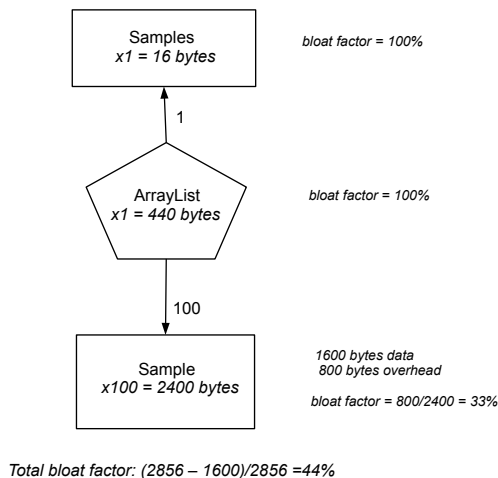 Samples
x1 = 16 bytes
bloat factor = 100%
1
ArrayList
x1 = 440 bytes
bloat factor = 100%
100
Sample
x100 = 2400 bytes
1600 bytes data
800 bytes overhead
bloat factor = 800/2400 = 33%
Total bloat factor: (2856 – 1600)/2856 =44%